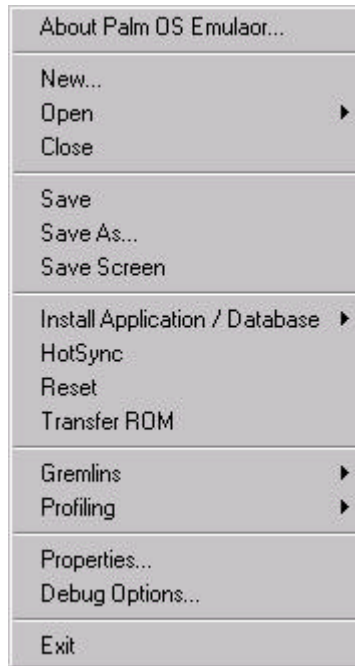 About Palm OS Emulaor...
New...
Open
Close
Save
Save As...
Save Screen
Install Application / Database
HotSync
Reset
Transfer ROM
Gremlins
Profiling
Properties...
Debug Options...
Exit